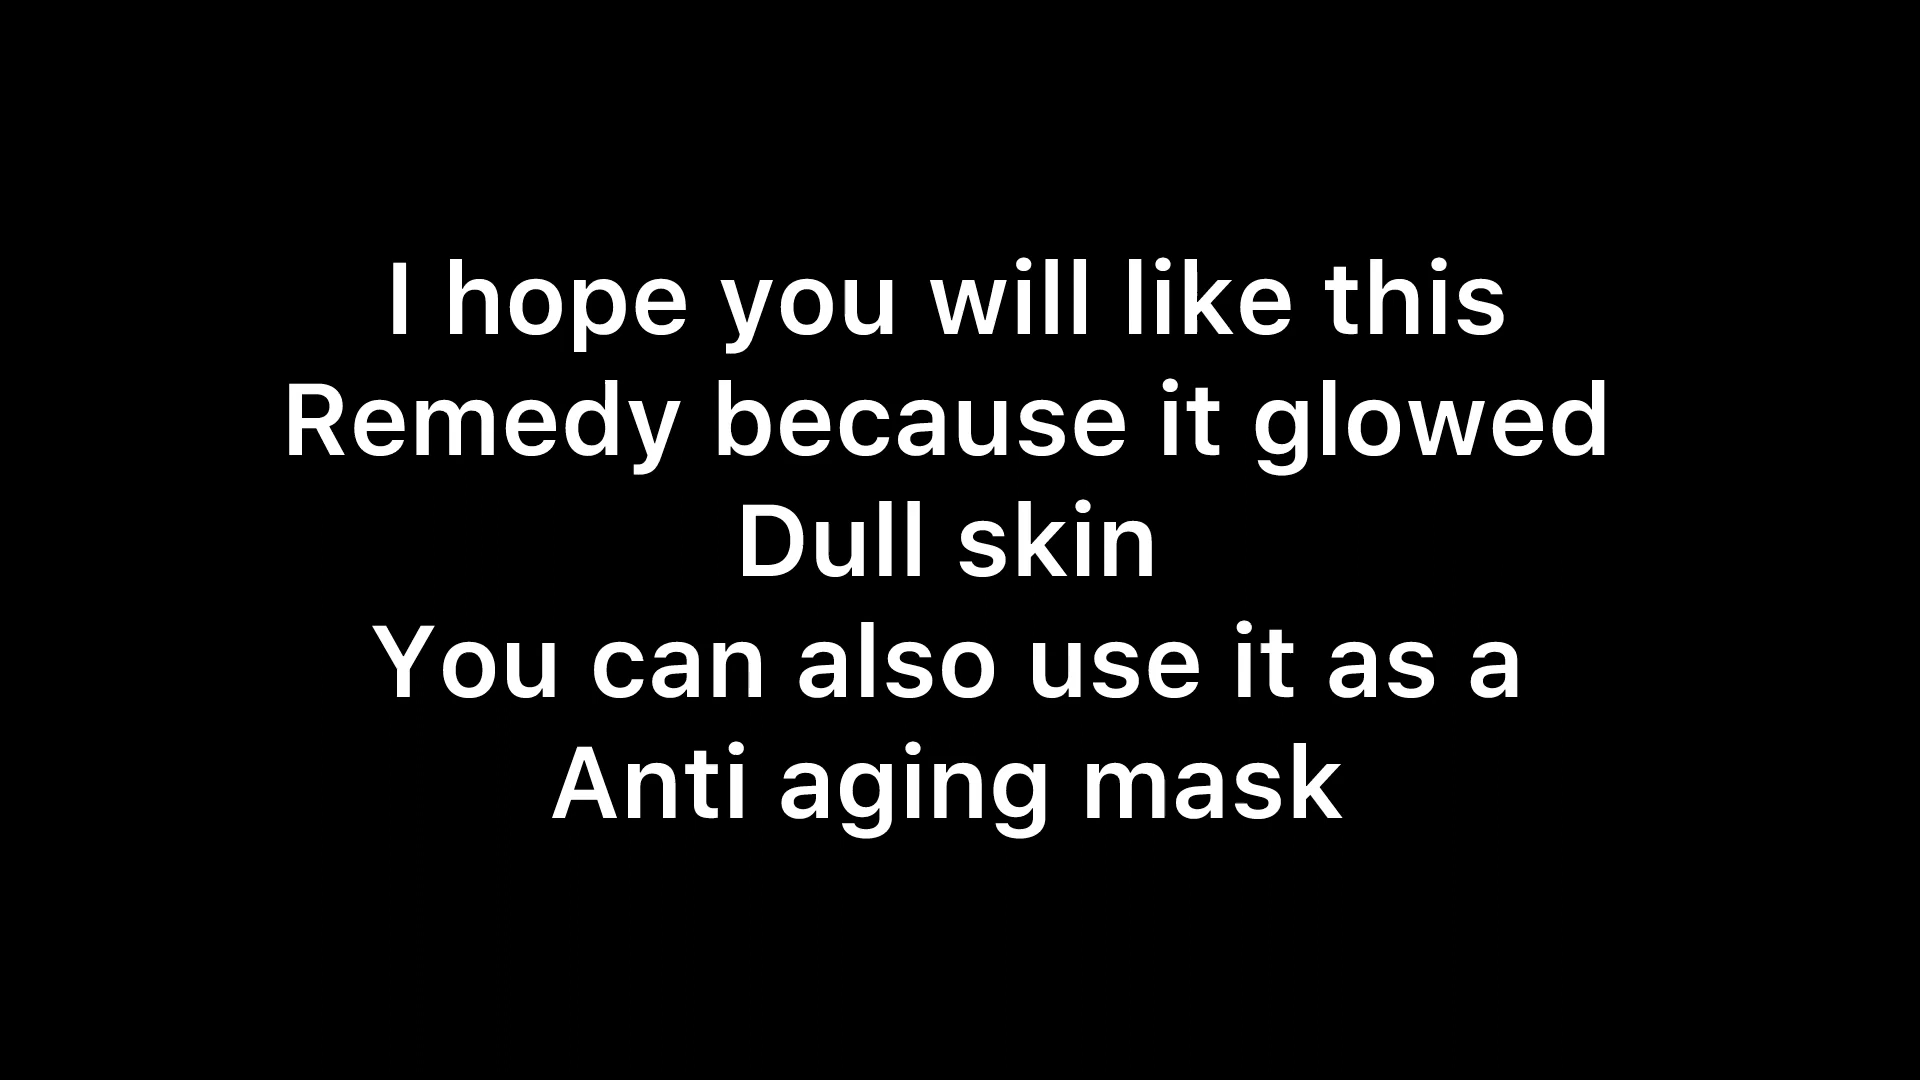 I hope you will like this
Remedy because it glowed
Dull skin
You can also use it as a
Anti aging mask